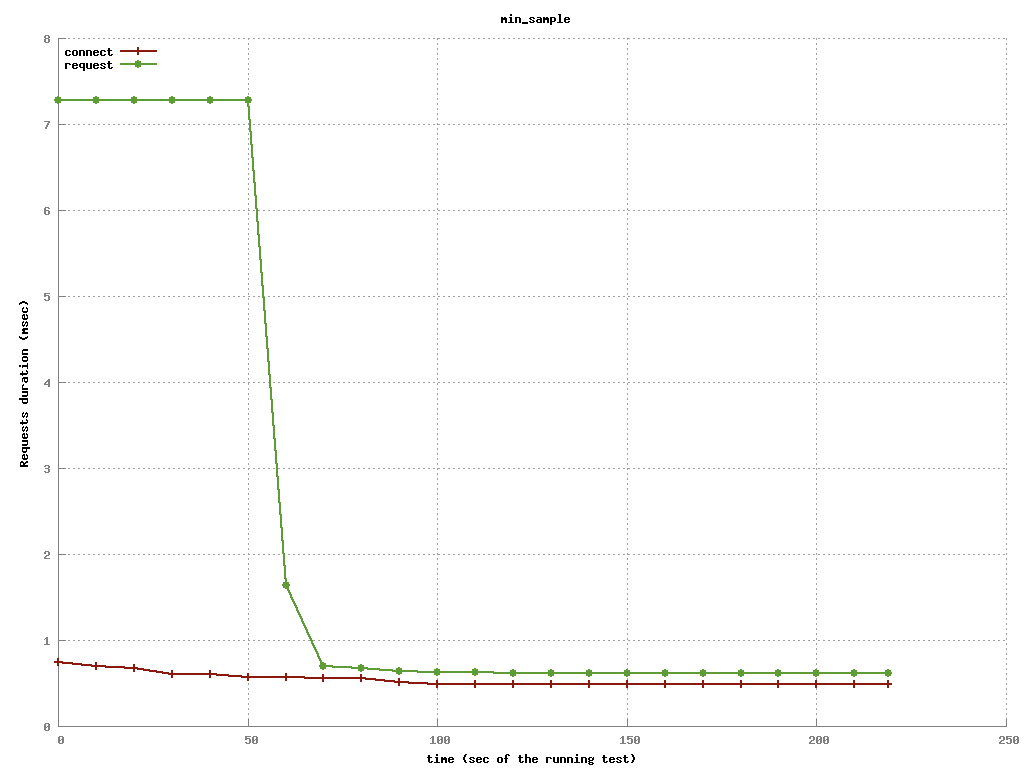 min_sample
connect
request
8
7
6
5
4
3
2
1
0
Requests duration (msec)
0 50 100 150 200 250
time (sec of the running test)